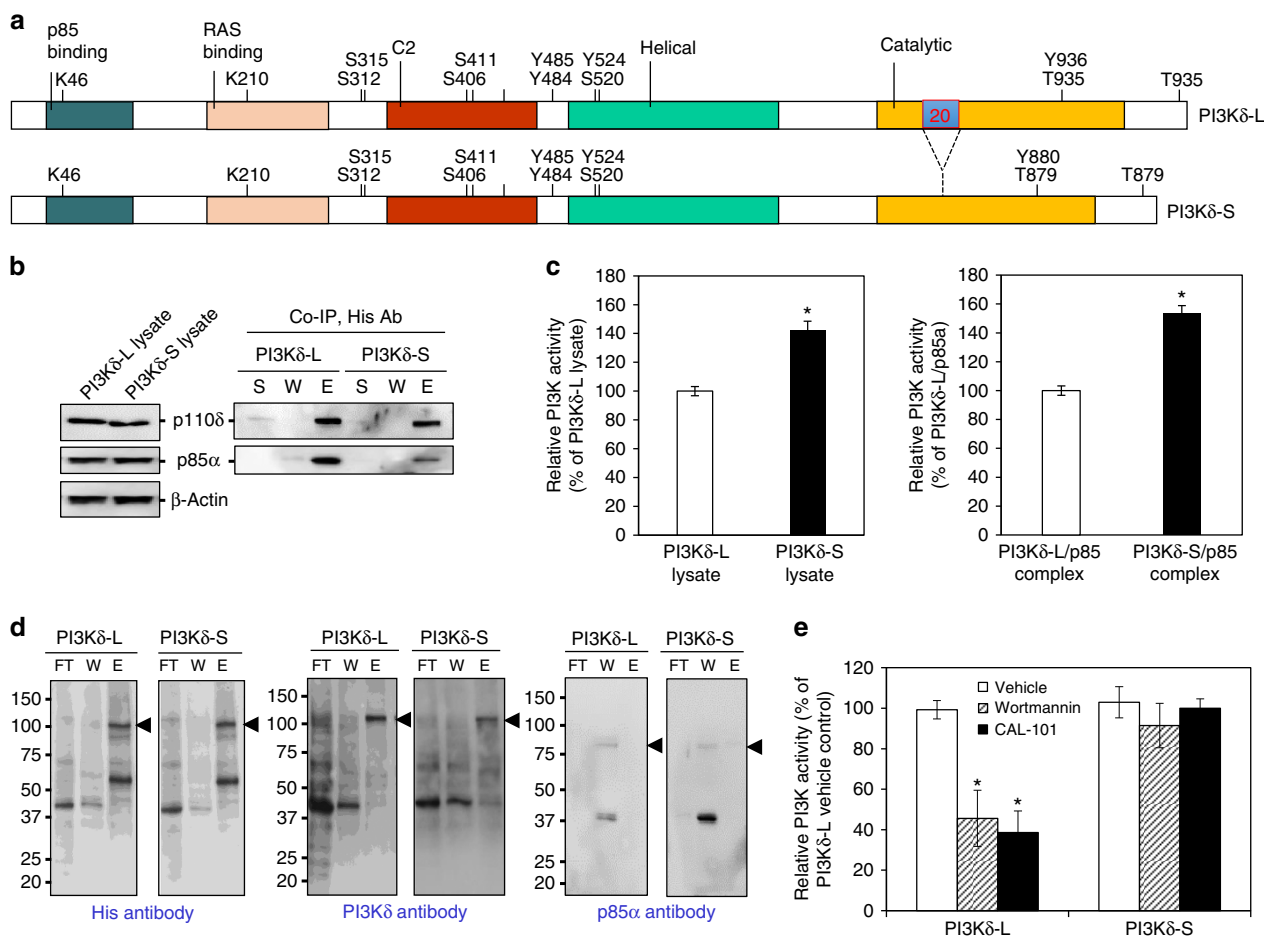 a
p85
binding
K46
RAS
binding
K210
S315
S312
C2
S411
S406
Y485
Y484
Y524
S520
Helical
Catalytic
20
Y936
T935
T935
PI3Kδ-L
K46
K210
S315
S312
S411
S406
Y485
Y484
Y524
S520
Y880
T879
T879
PI3Kδ-S
b
PI3Kδ-L lysate
PI3Kδ-S lysate
Co-IP, His Ab
PI3Kδ-L
PI3Kδ-S
S W E S W E
p110δ
p85α
β-Actin
c
Relative PI3K activity
(% of PI3Kδ-L lysate)
180
160
140
120
100
80
60
40
20
0
*
PI3Kδ-L
lysate
PI3Kδ-S
lysate
Relative PI3K activity
(% of PI3Kδ-L/p85a)
180
160
140
120
100
80
60
40
20
0
*
PI3Kδ-L/p85
complex
PI3Kδ-S/p85
complex
d
PI3Kδ-L
PI3Kδ-S
FT W E
FT W E
150
100
75
50
37
25
20
His antibody
PI3Kδ-L
PI3Kδ-S
FT W E
FT W E
150
100
75
50
37
25
20
PI3Kδ antibody
PI3Kδ-L
PI3Kδ-S
FT W E
FT W E
150
100
75
50
37
25
20
p85α antibody
e
Relative PI3K activity (% of
PI3Kδ-L vehicle control)
120
100
80
60
40
20
0
Vehicle
Wortmannin
CAL-101
*
*
PI3Kδ-L
PI3Kδ-S